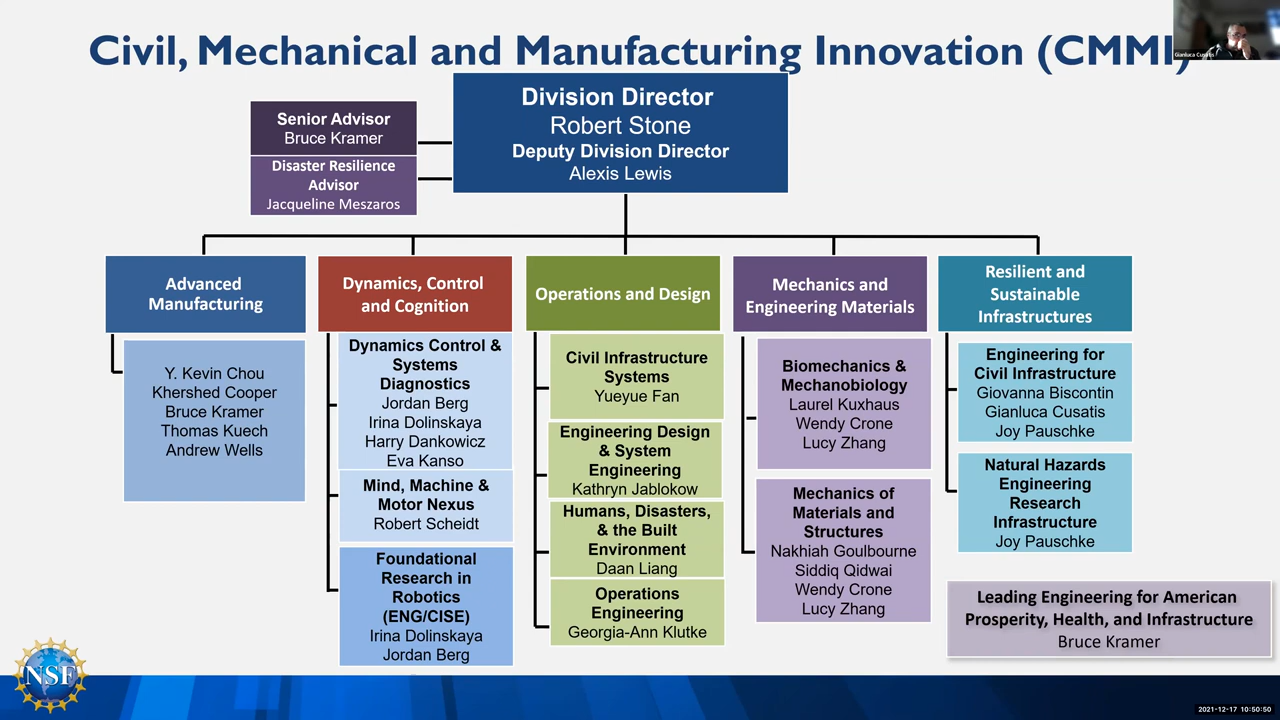 Civil, Mechanical and Manufacturing Innovation (CMMI)
Gianluca Cusatis
Division Director
Robert Stone
Deputy Division Director
Alexis Lewis
Senior Advisor
Bruce Kramer
Disaster Resilience
Advisor
Jacqueline Meszaros
Advanced
Manufacturing
Y. Kevin Chou
Khershed Cooper
Bruce Kramer
Thomas Kuech
Andrew Wells
Dynamics, Control
and Cognition
Dynamics Control &
Systems
Diagnostics
Jordan Berg
Irina Dolinskaya
Harry Dankowicz
Eva Kanso
Mind, Machine &
Motor Nexus
Robert Scheidt
Foundational
Research in
Robotics
(ENG/CISE)
Irina Dolinskaya
Jordan Berg
Operations and Design
Civil Infrastructure
Systems
Yueyue Fan
Engineering Design
& System
Engineering
Kathryn Jablokow
Humans, Disasters,
& the Built
Environment
Daan Liang
Operations
Engineering
Georgia-Ann Klutke
Mechanics and
Engineering Materials
Biomechanics &
Mechanobiology
Laurel Kuxhaus
Wendy Crone
Lucy Zhang
Mechanics of
Materials and
Structures
Nakhiah Goulbourne
Siddiq Qidwai
Wendy Crone
Lucy Zhang
Resilient and
Sustainable
Infrastructures
Engineering for
Civil Infrastructure
Giovanna Biscontin
Gianluca Cusatis
Joy Pauschke
Natural Hazards
Engineering
Research
Infrastructure
Joy Pauschke
Leading Engineering for American
Prosperity, Health, and Infrastructure
Bruce Kramer
NSF
2021-12-17 10:50:50